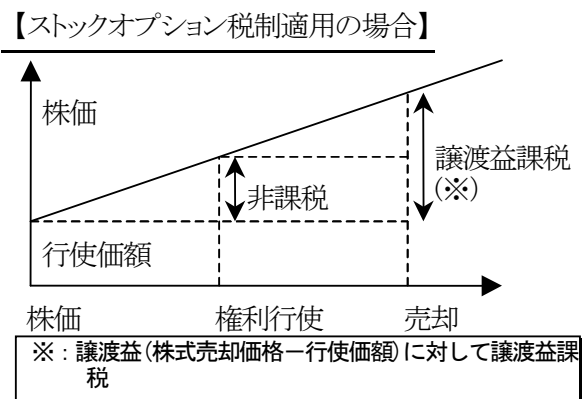 【ストックオプション税制適用の場合】
株価
譲渡益課税
(※)
非課税
行使価額
株価 権利行使 売却
※：譲渡益(株式売却価格－行使価額)に対して譲渡益課
税